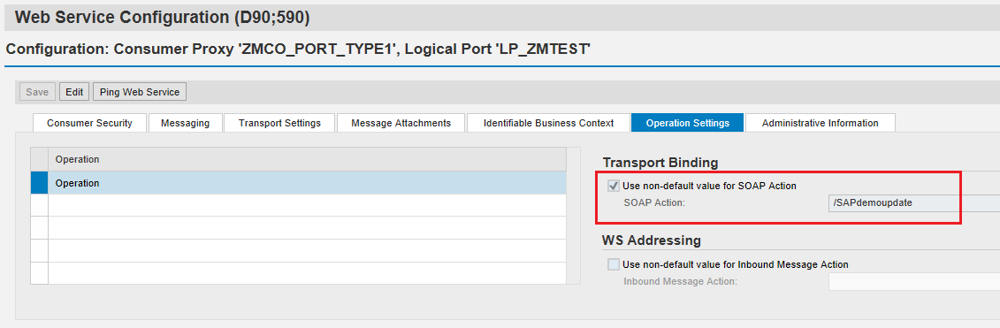 Web Service Configuration (D90;590)
Configuration: Consumer Proxy 'ZMCO_PORT_TYPE1', Logical Port 'LP_ZMTEST'
Save Edit Ping Web Service
Consumer Security Messaging Transport Settings Message Attachments Identifiable Business Context Operation Settings Administrative Information
Operation
Operation
Transport Binding
Use non-default value for SOAP Action
SOAP Action: /SAPdemoupdate
WS Addressing
Use non-default value for Inbound Message Action
Inbound Message Action: